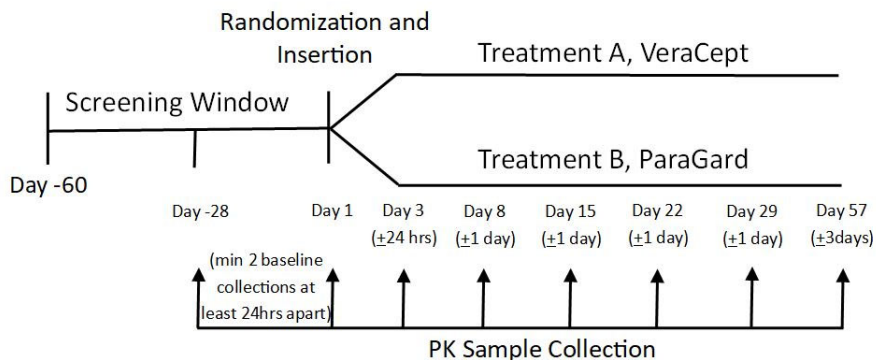 Randomization and
Insertion
Treatment A, VeraCept
Screening Window
Treatment B, ParaGard
Day -60
Day -28
Day 1
Day 3
(±24 hrs)
Day 8
(±1 day)
Day 15
(±1 day)
Day 22
(±1 day)
Day 29
(±1 day)
Day 57
(±3days)
(min 2 baseline
collections at
least 24hrs apart)
PK Sample Collection